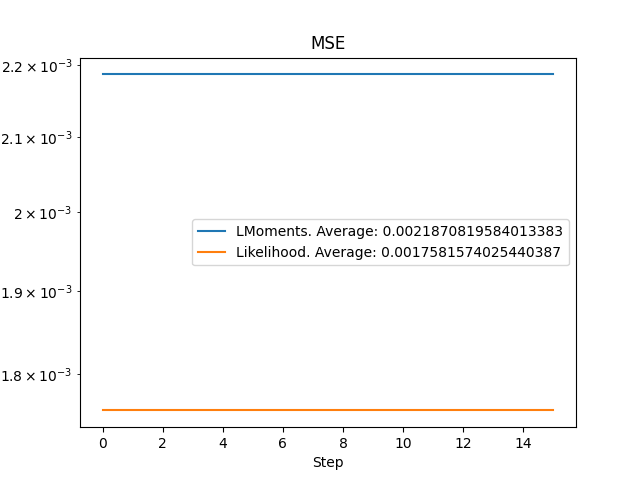 MSE
2.2 × 10⁻³
2.1 × 10⁻³
2 × 10⁻³
LMoments. Average: 0.0021870819584013383
Likelihood. Average: 0.0017581574025440387
1.9 × 10⁻³
1.8 × 10⁻³
0 2 4 6 8 10 12 14
Step